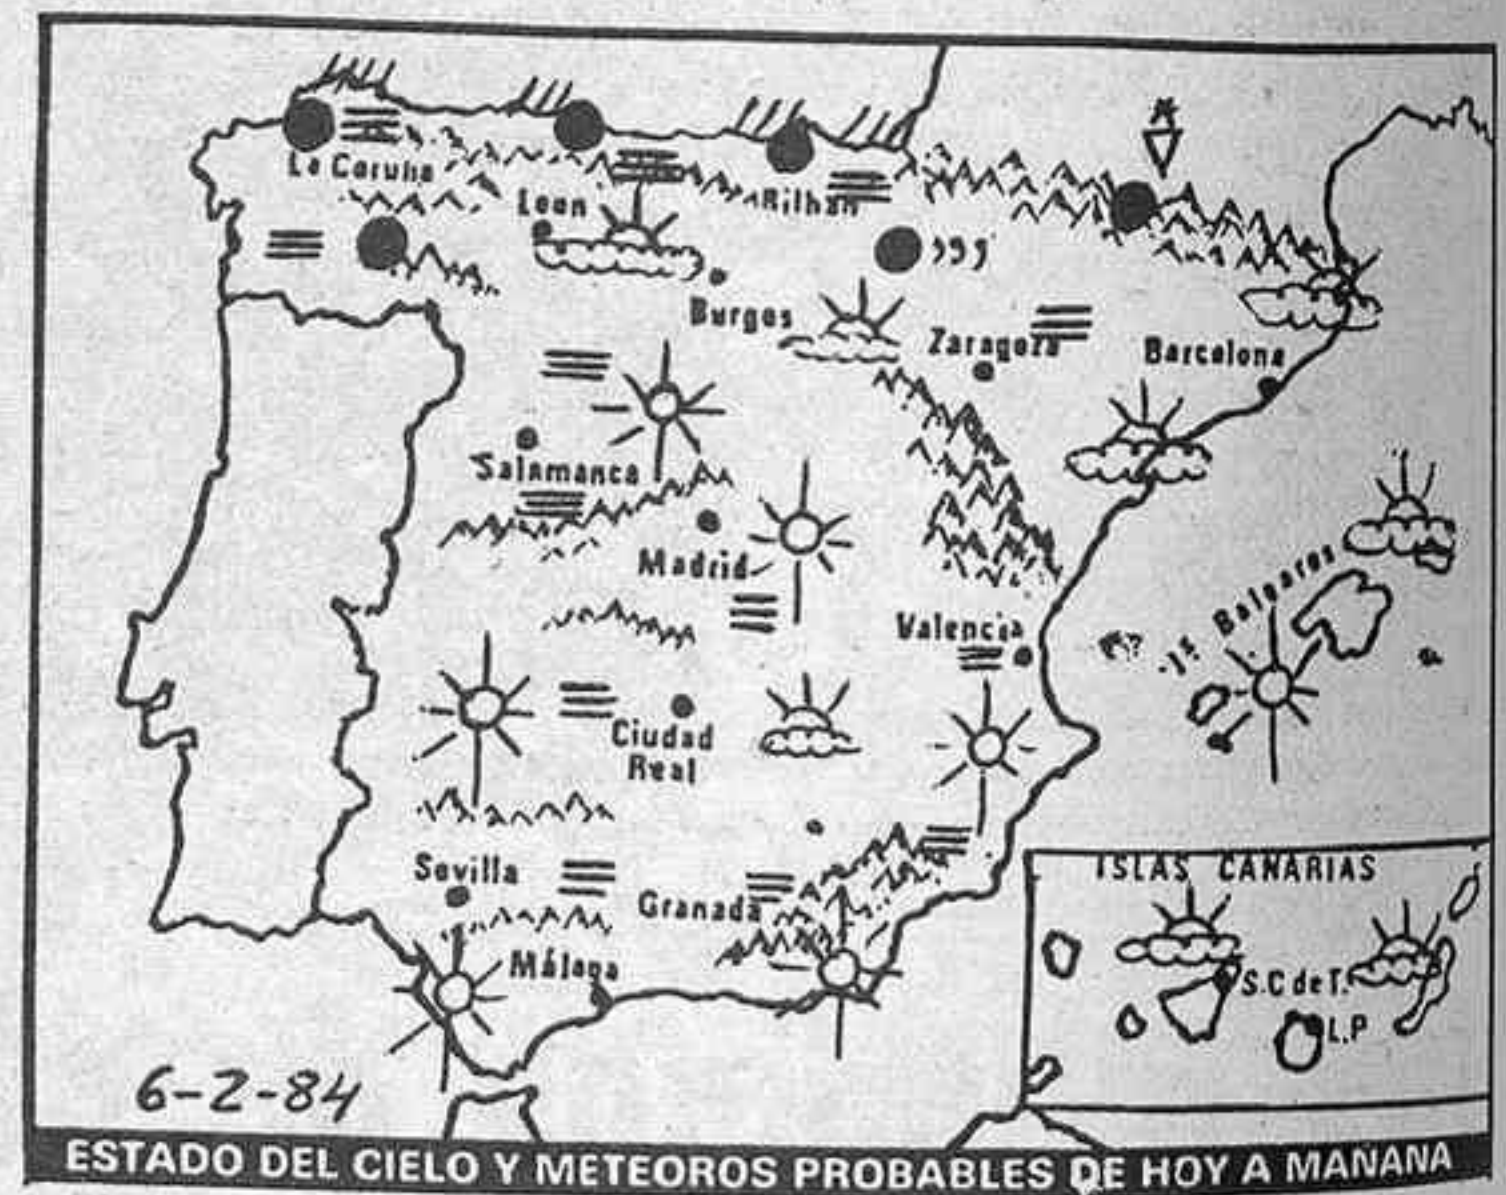 La Coruña
Leon
Bilbao
Burgos
Zaragoza
Barcelona
Salamanca
Madrid
Is Baleares
Valencia
Ciudad
Real
Sevilla
Granada
Málaga
ISLAS CANARIAS
S.C de T.
L.P
6-2-84
ESTADO DEL CIELO Y METEOROS PROBABLES DE HOY A MAÑANA